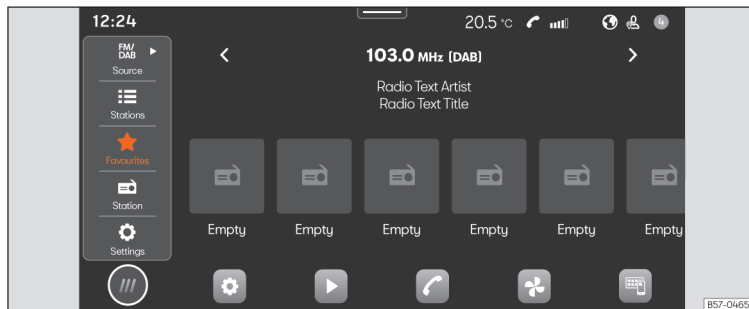 12:24
20.5 °C
4
FM/
DAB
Source
Stations
Favourites
Station
Settings
103.0 MHz (DAB)
Radio Text Artist
Radio Text Title
Empty
Empty
Empty
Empty
Empty
Empty
B57-0465